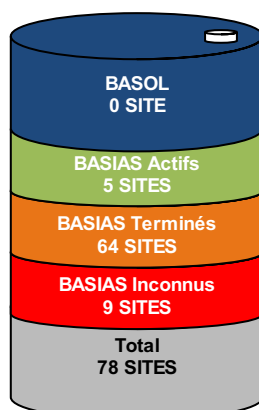 BASOL
0 SITE
BASIAS Actifs
5 SITES
BASIAS Terminés
64 SITES
BASIAS Inconnus
9 SITES
Total
78 SITES